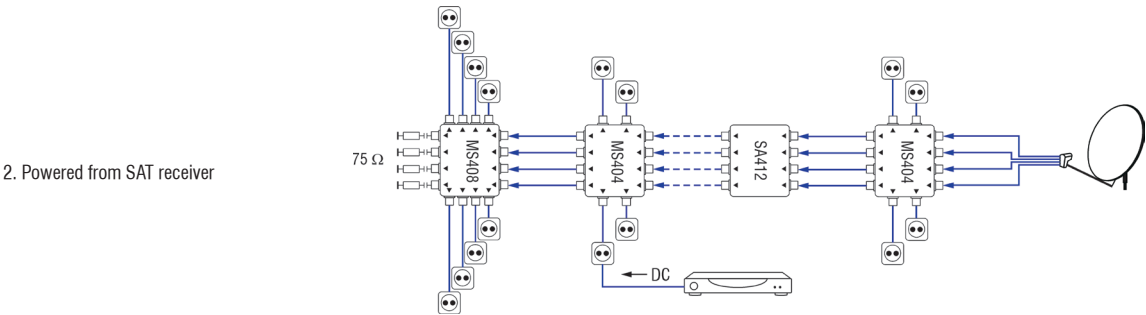 2. Powered from SAT receiver
75 Ω
MS408
MS404
SA412
MS404
DC